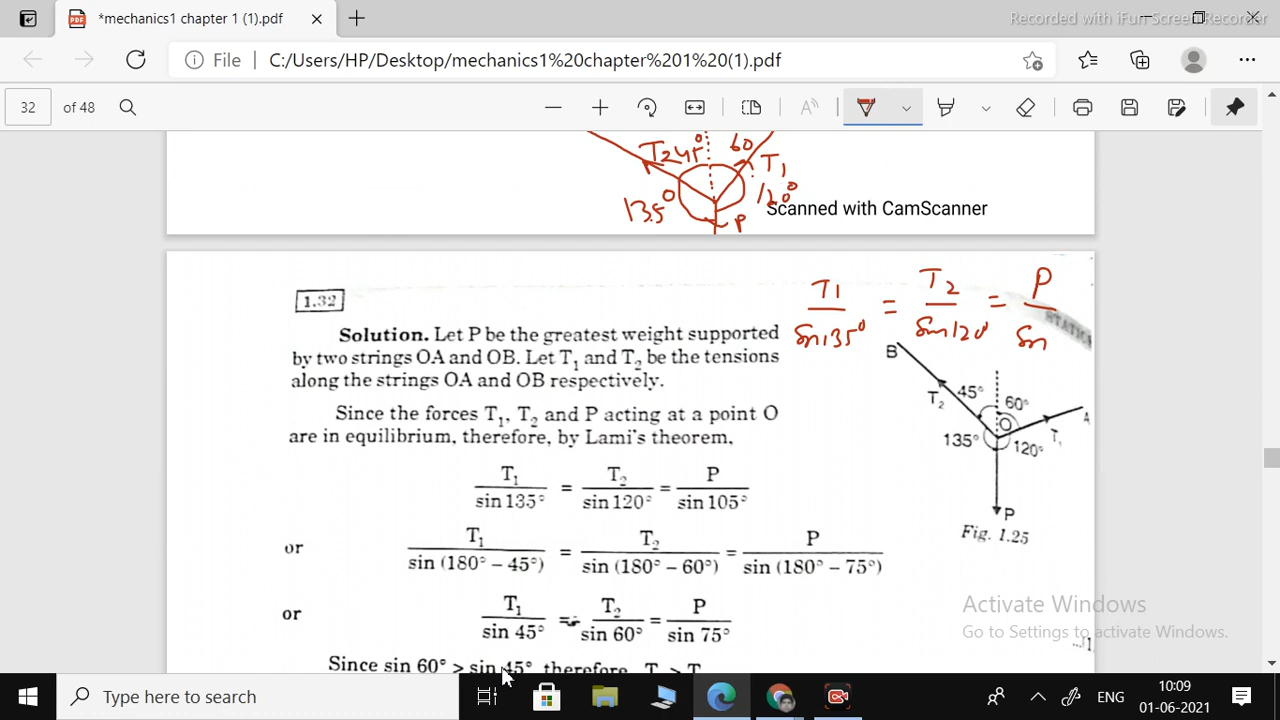 *mechanics1 chapter 1 (1).pdf
Recorded with iFun Screen Recorder
File C:/Users/HP/Desktop/mechanics1%20chapter%201%20(1).pdf
32 of 48
T2 45° 60 T1
135° 120°
P
Scanned with CamScanner
1.32
T1/Sin135° = T2/Sin120° = P/Sin
Solution. Let P be the greatest weight supported
by two strings OA and OB. Let T₁ and T₂ be the tensions
along the strings OA and OB respectively.
Since the forces T₁, T₂ and P acting at a point O
are in equilibrium, therefore, by Lami's theorem,
T₁/sin 135° = T₂/sin 120° = P/sin 105°
or T₁/sin (180° – 45°) = T₂/sin (180° – 60°) = P/sin (180° – 75°)
or T₁/sin 45° = T₂/sin 60° = P/sin 75°
Since sin 60° > sin 45° therefore
B
T₂ 45° 60° A
O T₁
135° 120°
P
Fig. 1.25
Activate Windows
Go to Settings to activate Windows.
Type here to search
ENG
10:09
01-06-2021